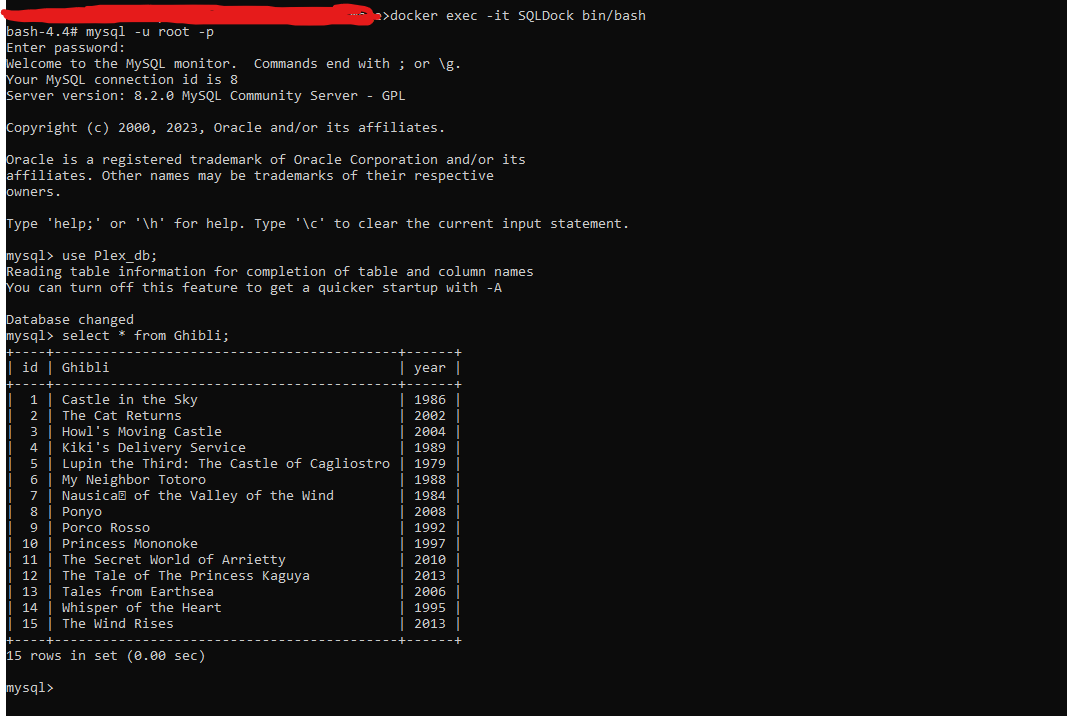 >docker exec -it SQLDock bin/bash
bash-4.4# mysql -u root -p
Enter password:
Welcome to the MySQL monitor.  Commands end with ; or \g.
Your MySQL connection id is 8
Server version: 8.2.0 MySQL Community Server - GPL

Copyright (c) 2000, 2023, Oracle and/or its affiliates.

Oracle is a registered trademark of Oracle Corporation and/or its
affiliates. Other names may be trademarks of their respective
owners.

Type 'help;' or '\h' for help. Type '\c' to clear the current input statement.

mysql> use Plex_db;
Reading table information for completion of table and column names
You can turn off this feature to get a quicker startup with -A

Database changed
mysql> select * from Ghibli;
+----+-------------------------------------------+------+
| id | Ghibli                                    | year |
+----+-------------------------------------------+------+
|  1 | Castle in the Sky                         | 1986 |
|  2 | The Cat Returns                           | 2002 |
|  3 | Howl's Moving Castle                      | 2004 |
|  4 | Kiki's Delivery Service                   | 1989 |
|  5 | Lupin the Third: The Castle of Cagliostro | 1979 |
|  6 | My Neighbor Totoro                        | 1988 |
|  7 | Nausica� of the Valley of the Wind        | 1984 |
|  8 | Ponyo                                     | 2008 |
|  9 | Porco Rosso                               | 1992 |
| 10 | Princess Mononoke                         | 1997 |
| 11 | The Secret World of Arrietty              | 2010 |
| 12 | The Tale of The Princess Kaguya           | 2013 |
| 13 | Tales from Earthsea                       | 2006 |
| 14 | Whisper of the Heart                      | 1995 |
| 15 | The Wind Rises                            | 2013 |
+----+-------------------------------------------+------+
15 rows in set (0.00 sec)

mysql>